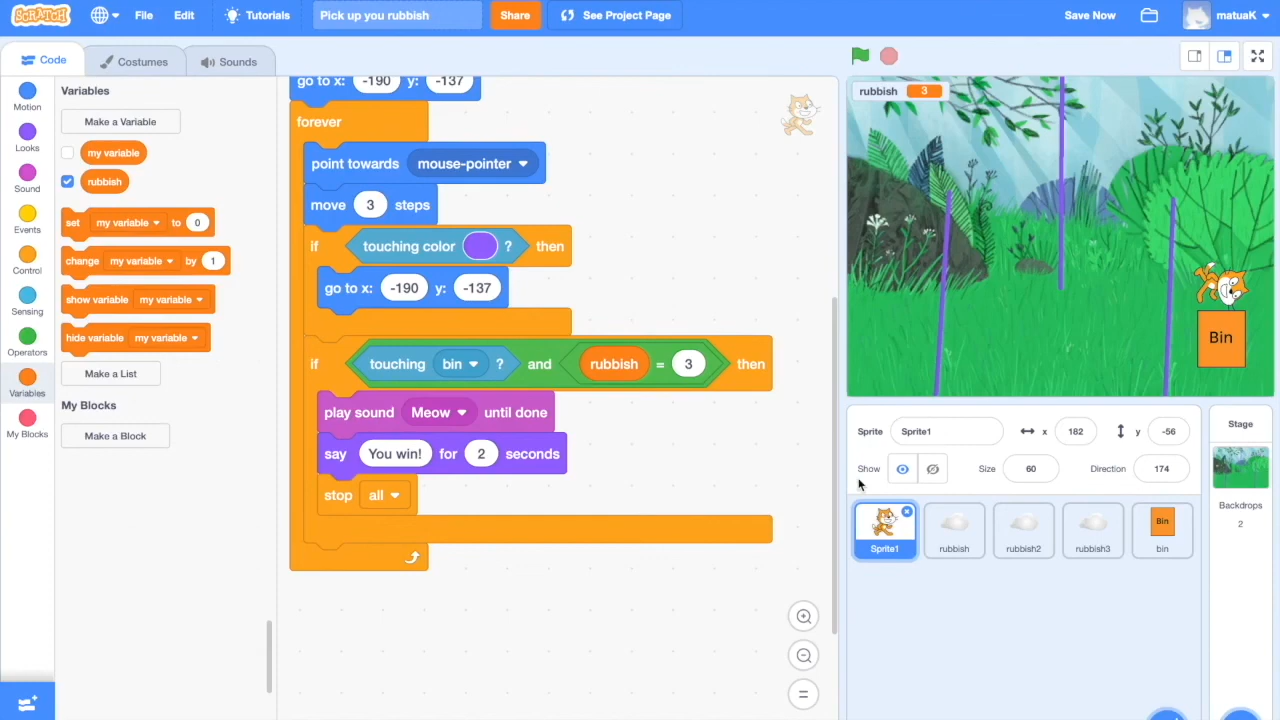 SCRATCH File Edit Tutorials Pick up you rubbish Share See Project Page Save Now matuaK
Code Costumes Sounds
Motion
Looks
Sound
Events
Control
Sensing
Operators
Variables
My Blocks
Variables
Make a Variable
my variable
rubbish
set my variable to 0
change my variable by 1
show variable my variable
hide variable my variable
Make a List
My Blocks
Make a Block
go to x: -190 y: -137
forever
point towards mouse-pointer
move 3 steps
if touching color ? then
go to x: -190 y: -137
if touching bin ? and rubbish = 3 then
play sound Meow until done
say You win! for 2 seconds
stop all
rubbish 3
Bin
Sprite Sprite1 x 182 y -56
Show Size 60 Direction 174
Bin
Sprite1 rubbish rubbish2 rubbish3 bin
Stage
Backdrops
2